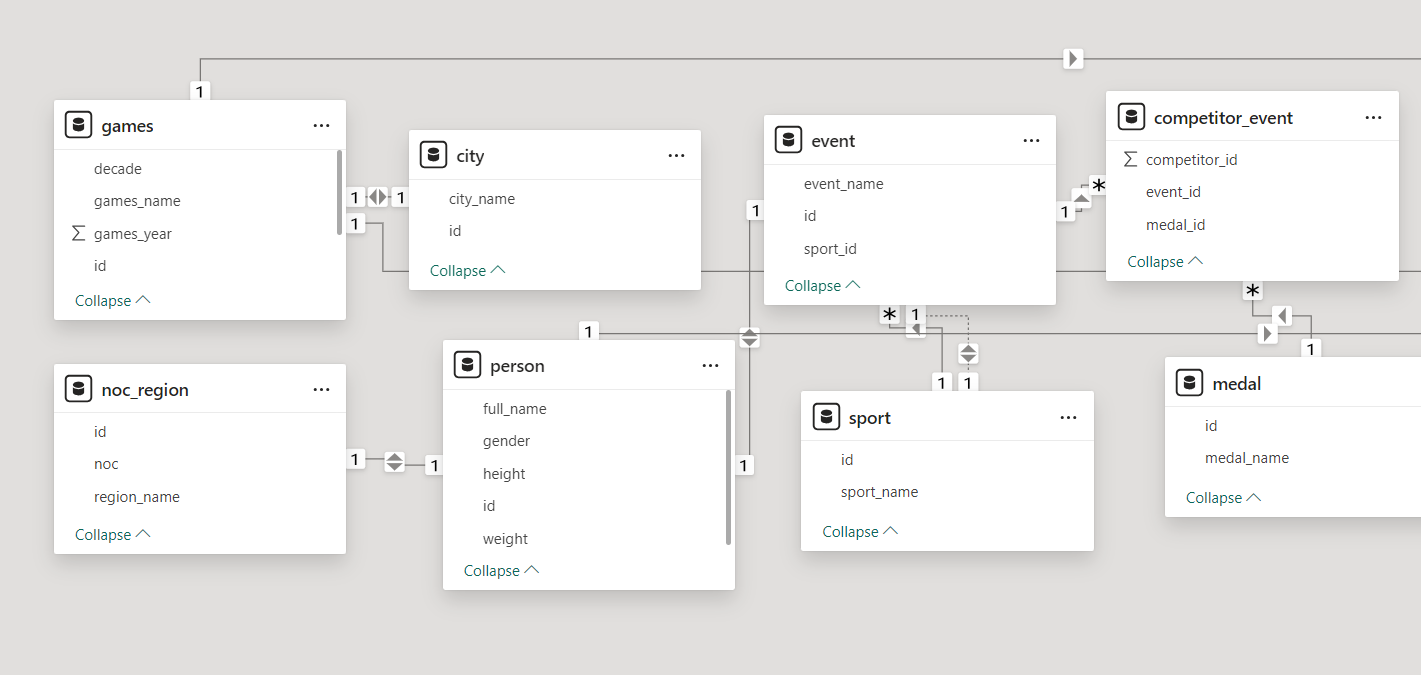 1
games
decade
games_name
games_year
id
Collapse
1
1
1
city
city_name
id
Collapse
1
event
event_name
id
sport_id
Collapse
1
*
competitor_event
competitor_id
event_id
medal_id
Collapse
*
1
*
1
1
1
noc_region
id
noc
region_name
Collapse
1
1
1
person
full_name
gender
height
id
weight
Collapse
1
sport
id
sport_name
Collapse
1
medal
id
medal_name
Collapse